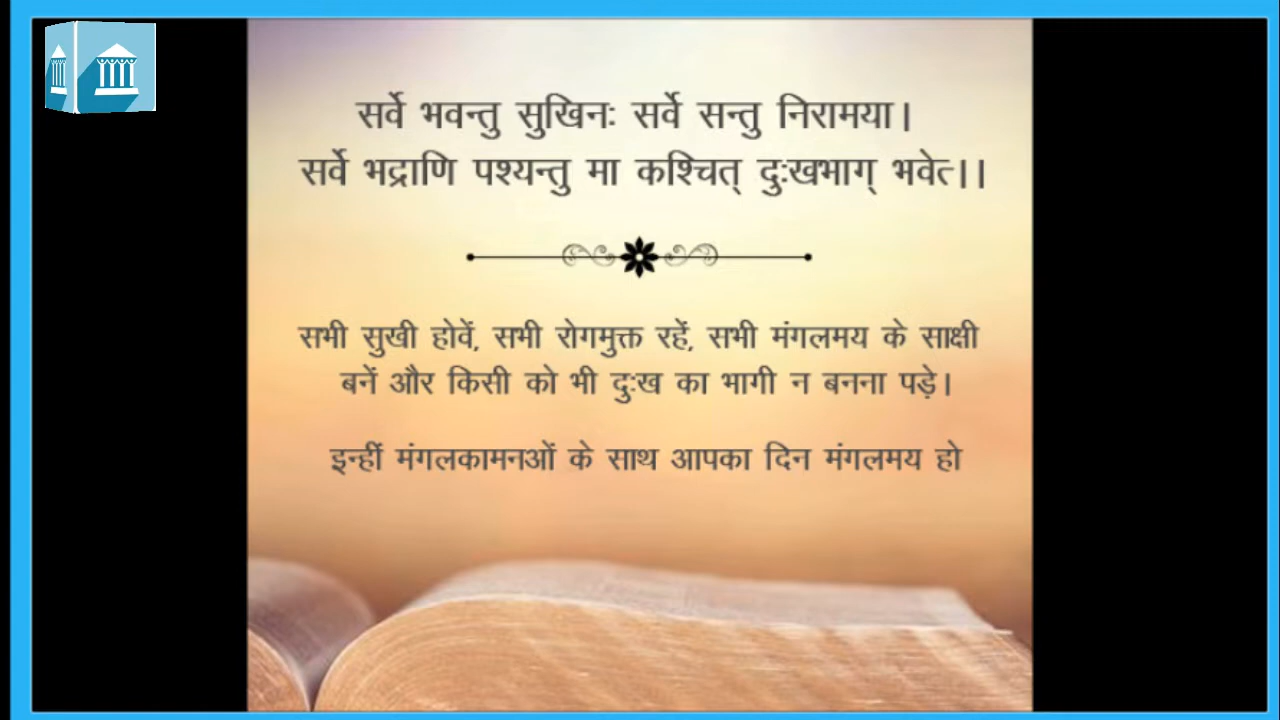 सर्वे भवन्तु सुखिनः सर्वे सन्तु निरामया।
सर्वे भद्राणि पश्यन्तु मा कश्चित् दुःखभाग् भवेत।।
सभी सुखी होवें, सभी रोगमुक्त रहें, सभी मंगलमय के साक्षी
बनें और किसी को भी दुःख का भागी न बनना पड़े।
इन्हीं मंगलकामनओं के साथ आपका दिन मंगलमय हो